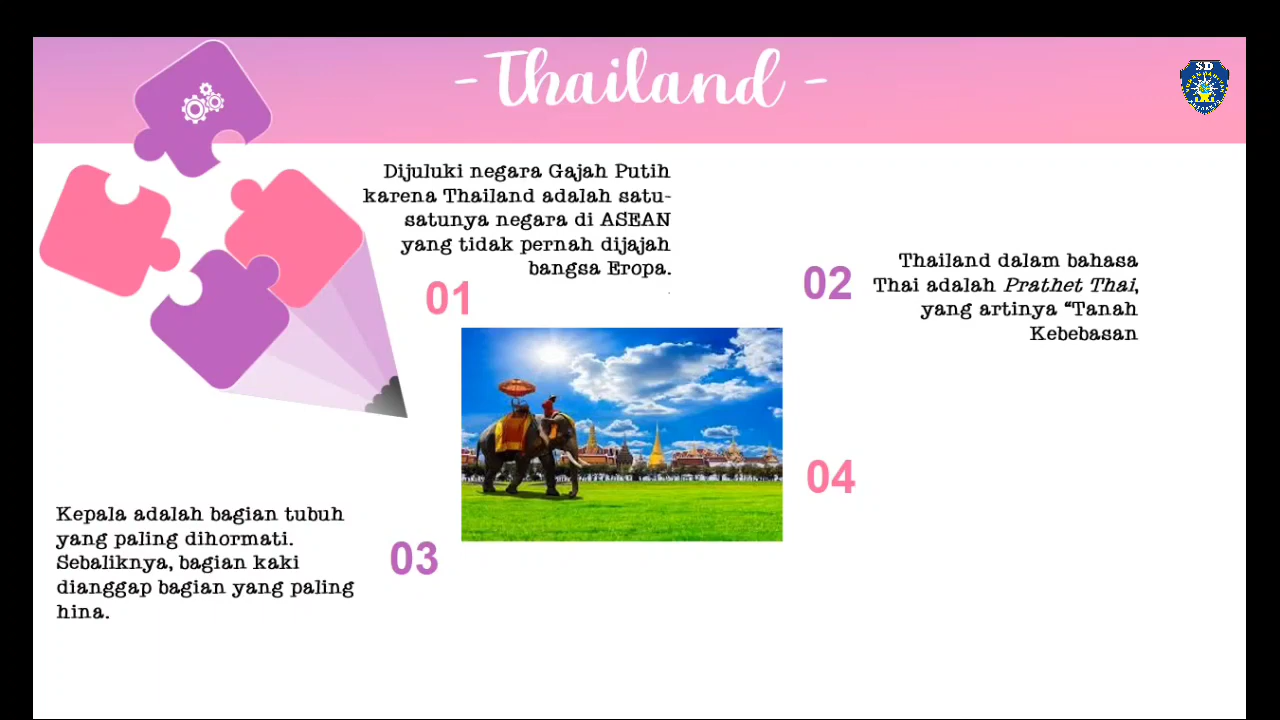 - Thailand -
SD
Dijuluki negara Gajah Putih
karena Thailand adalah satu-
satunya negara di ASEAN
yang tidak pernah dijajah
bangsa Eropa.
.
01
02
Thailand dalam bahasa
Thai adalah Prathet Thai,
yang artinya “Tanah
Kebebasan
03
Kepala adalah bagian tubuh
yang paling dihormati.
Sebaliknya, bagian kaki
dianggap bagian yang paling
hina.
04